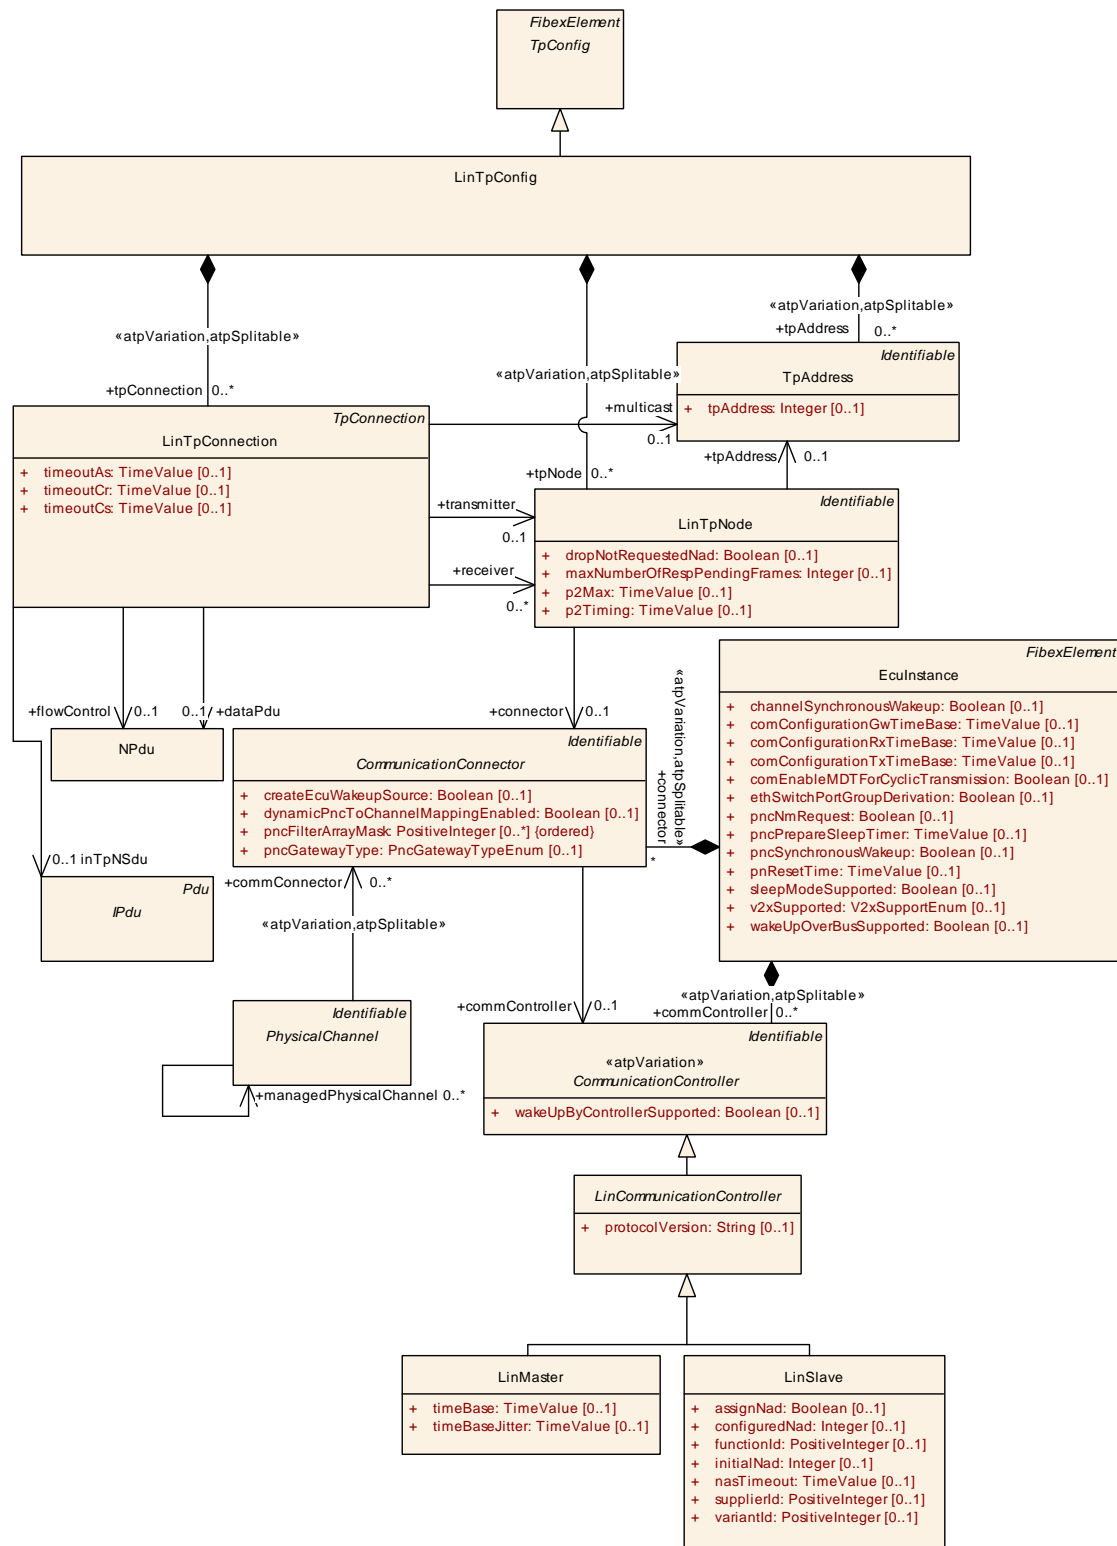 FibexElement
TpConfig
LinTpConfig
«atpVariation,atpSplitable»
+tpAddress 0..*
«atpVariation,atpSplitable»
+tpConnection 0..*
«atpVariation,atpSplitable»
+tpNode 0..*
Identifiable
TpAddress
+ tpAddress: Integer [0..1]
+multicast
0..1
+tpAddress 0..1
TpConnection
LinTpConnection
+ timeoutAs: TimeValue [0..1]
+ timeoutCr: TimeValue [0..1]
+ timeoutCs: TimeValue [0..1]
+transmitter
0..1
+receiver
0..*
Identifiable
LinTpNode
+ dropNotRequestedNad: Boolean [0..1]
+ maxNumberOfRespPendingFrames: Integer [0..1]
+ p2Max: TimeValue [0..1]
+ p2Timing: TimeValue [0..1]
+flowControl 0..1
0..1 +dataPdu
+connector 0..1
NPdu
0..1 inTpNSdu
Pdu
IPdu
Identifiable
CommunicationConnector
+ createEcuWakeupSource: Boolean [0..1]
+ dynamicPncToChannelMappingEnabled: Boolean [0..1]
+ pncFilterArrayMask: PositiveInteger [0..*] {ordered}
+ pncGatewayType: PncGatewayTypeEnum [0..1]
«atpVariation,atpSplitable»
+connector
*
FibexElement
EcuInstance
+ channelSynchronousWakeup: Boolean [0..1]
+ comConfigurationGwTimeBase: TimeValue [0..1]
+ comConfigurationRxTimeBase: TimeValue [0..1]
+ comConfigurationTxTimeBase: TimeValue [0..1]
+ comEnableMDTForCyclicTransmission: Boolean [0..1]
+ ethSwitchPortGroupDerivation: Boolean [0..1]
+ pncNmRequest: Boolean [0..1]
+ pncPrepareSleepTimer: TimeValue [0..1]
+ pncSynchronousWakeup: Boolean [0..1]
+ pnResetTime: TimeValue [0..1]
+ sleepModeSupported: Boolean [0..1]
+ v2xSupported: V2xSupportEnum [0..1]
+ wakeUpOverBusSupported: Boolean [0..1]
+commConnector 0..*
«atpVariation,atpSplitable»
Identifiable
PhysicalChannel
+managedPhysicalChannel 0..*
+commController 0..1
«atpVariation,atpSplitable»
+commController 0..*
Identifiable
«atpVariation»
CommunicationController
+ wakeUpByControllerSupported: Boolean [0..1]
LinCommunicationController
+ protocolVersion: String [0..1]
LinMaster
+ timeBase: TimeValue [0..1]
+ timeBaseJitter: TimeValue [0..1]
LinSlave
+ assignNad: Boolean [0..1]
+ configuredNad: Integer [0..1]
+ functionId: PositiveInteger [0..1]
+ initialNad: Integer [0..1]
+ nasTimeout: TimeValue [0..1]
+ supplierId: PositiveInteger [0..1]
+ variantId: PositiveInteger [0..1]